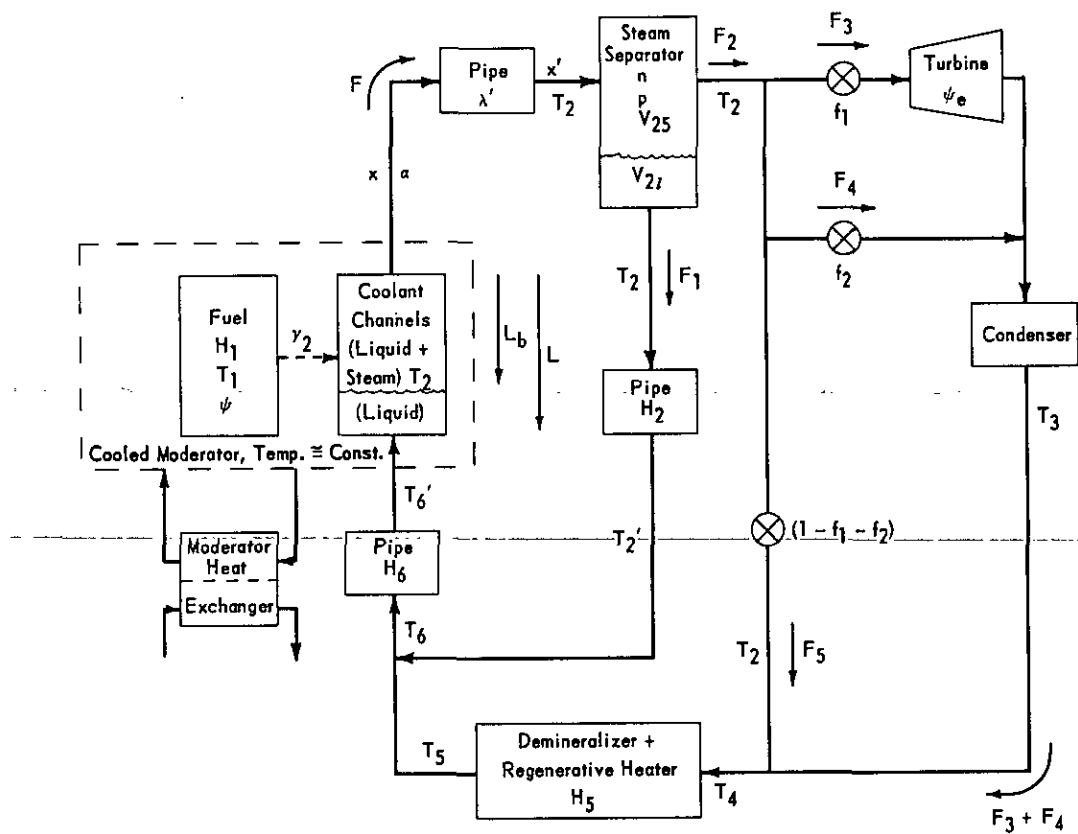 F
Pipe
λ'
x'
T2
Steam
Separator
n
p
V25
V2l
F2
T2
F3
f1
Turbine
ψe
F4
f2
x α
T2
F1
Condenser
Fuel
H1
T1
ψ
γ2
Coolant
Channels
(Liquid +
Steam) T2
(Liquid)
Lb
L
Pipe
H2
T3
Cooled Moderator, Temp. ≅ Const.
T6'
T2'
(1 - f1 - f2)
Moderator
Heat
Exchanger
Pipe
H6
T6
T2
F5
T5
Demineralizer +
Regenerative Heater
H5
T4
F3 + F4